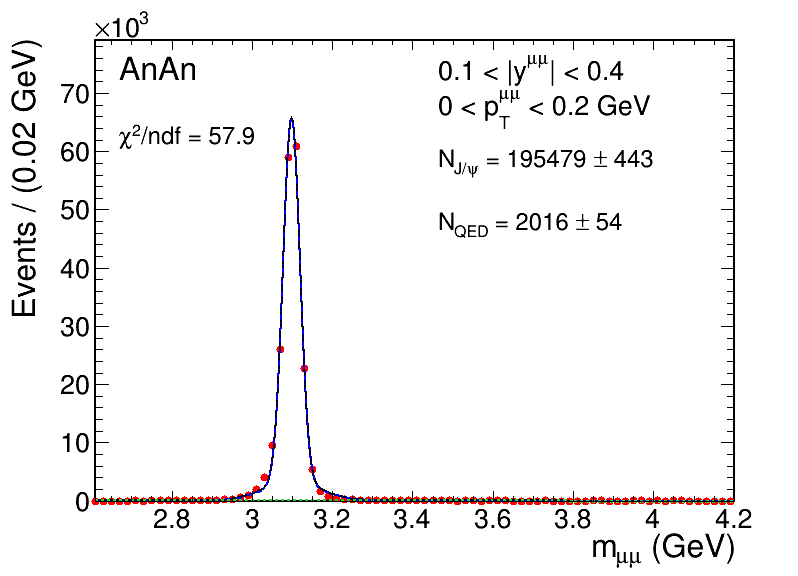 ×10³
AnAn
0.1 < |y^μμ| < 0.4
0 < p_T^μμ < 0.2 GeV
χ²/ndf = 57.9
N_J/ψ = 195479 ± 443
N_QED = 2016 ± 54
Events / (0.02 GeV)
70
60
50
40
30
20
10
0
2.8 3 3.2 3.4 3.6 3.8 4 4.2
m_μμ (GeV)